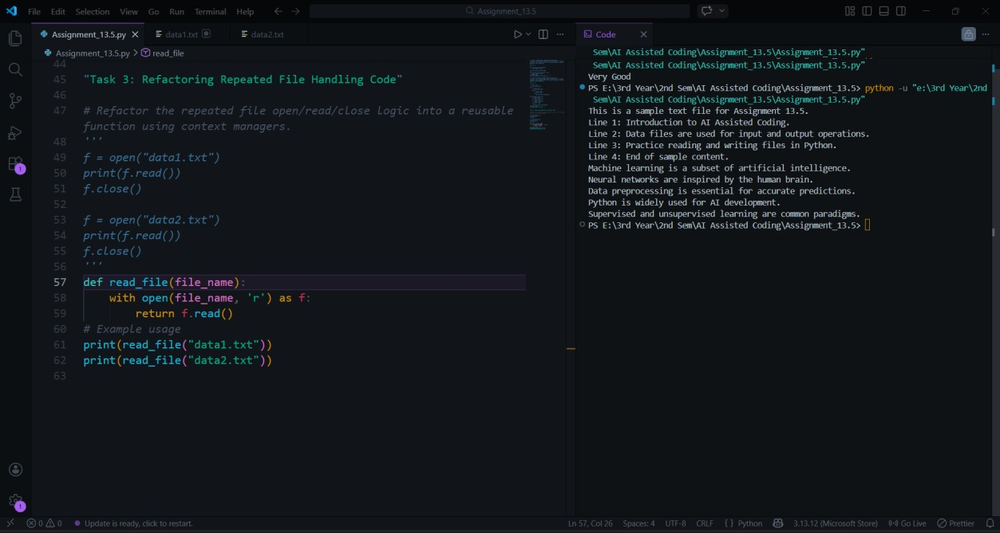 File Edit Selection View Go Run Terminal Help
Assignment_13.5
Assignment_13.5.py
data1.txt
data2.txt
Code
Assignment_13.5.py > read_file
44
45 "Task 3: Refactoring Repeated File Handling Code"
46
47 # Refactor the repeated file open/read/close logic into a reusable
function using context managers.
48 '''
49 f = open("data1.txt")
50 print(f.read())
51 f.close()
52
53 f = open("data2.txt")
54 print(f.read())
55 f.close()
56 '''
57 def read_file(file_name):
58 with open(file_name, 'r') as f:
59 return f.read()
60 # Example usage
61 print(read_file("data1.txt"))
62 print(read_file("data2.txt"))
63
Sem\AI Assisted Coding\Assignment_13.5\Assignment_13.5.py"
Sem\AI Assisted Coding\Assignment_13.5\Assignment_13.5.py"
Very Good
PS E:\3rd Year\2nd Sem\AI Assisted Coding\Assignment_13.5> python -u "e:\3rd Year\2nd
Sem\AI Assisted Coding\Assignment_13.5\Assignment_13.5.py"
This is a sample text file for Assignment 13.5.
Line 1: Introduction to AI Assisted Coding.
Line 2: Data files are used for input and output operations.
Line 3: Practice reading and writing files in Python.
Line 4: End of sample content.
Machine learning is a subset of artificial intelligence.
Neural networks are inspired by the human brain.
Data preprocessing is essential for accurate predictions.
Python is widely used for AI development.
Supervised and unsupervised learning are common paradigms.
PS E:\3rd Year\2nd Sem\AI Assisted Coding\Assignment_13.5>
1
1
0 0 Update is ready, click to restart.
Ln 57, Col 26 Spaces: 4 UTF-8 CRLF { } Python 3.13.12 (Microsoft Store) Go Live Prettier